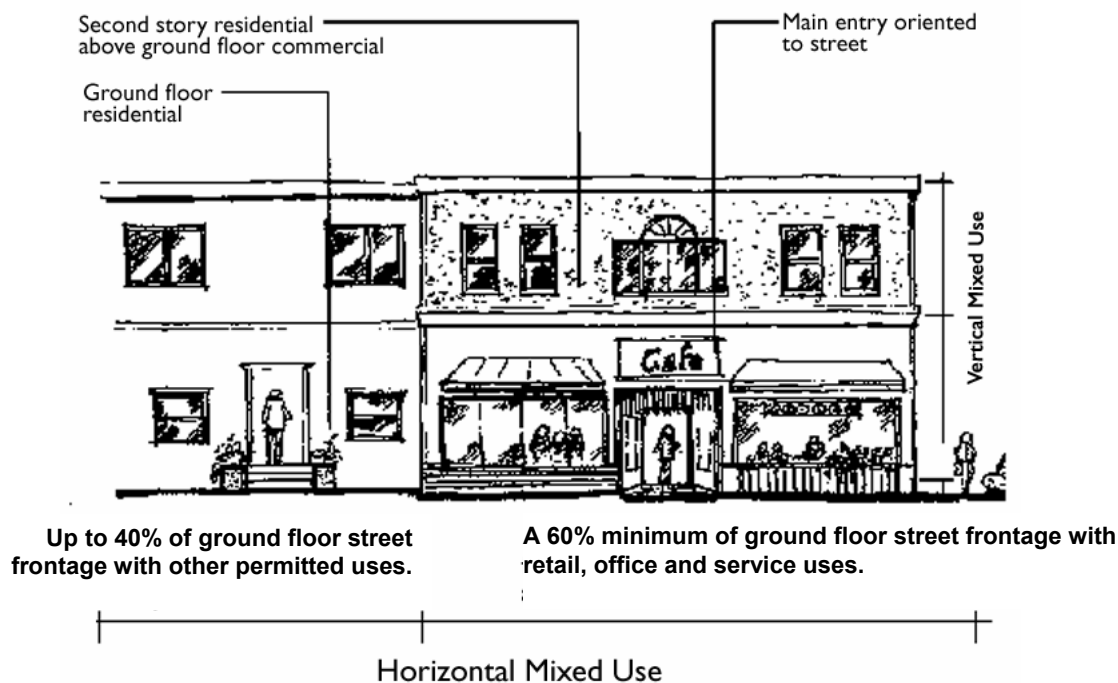 Second story residential
above ground floor commercial
Main entry oriented
to street
Ground floor
residential
Vertical Mixed Use
Cafe
Up to 40% of ground floor street
frontage with other permitted uses.
A 60% minimum of ground floor street frontage with
retail, office and service uses.
Horizontal Mixed Use